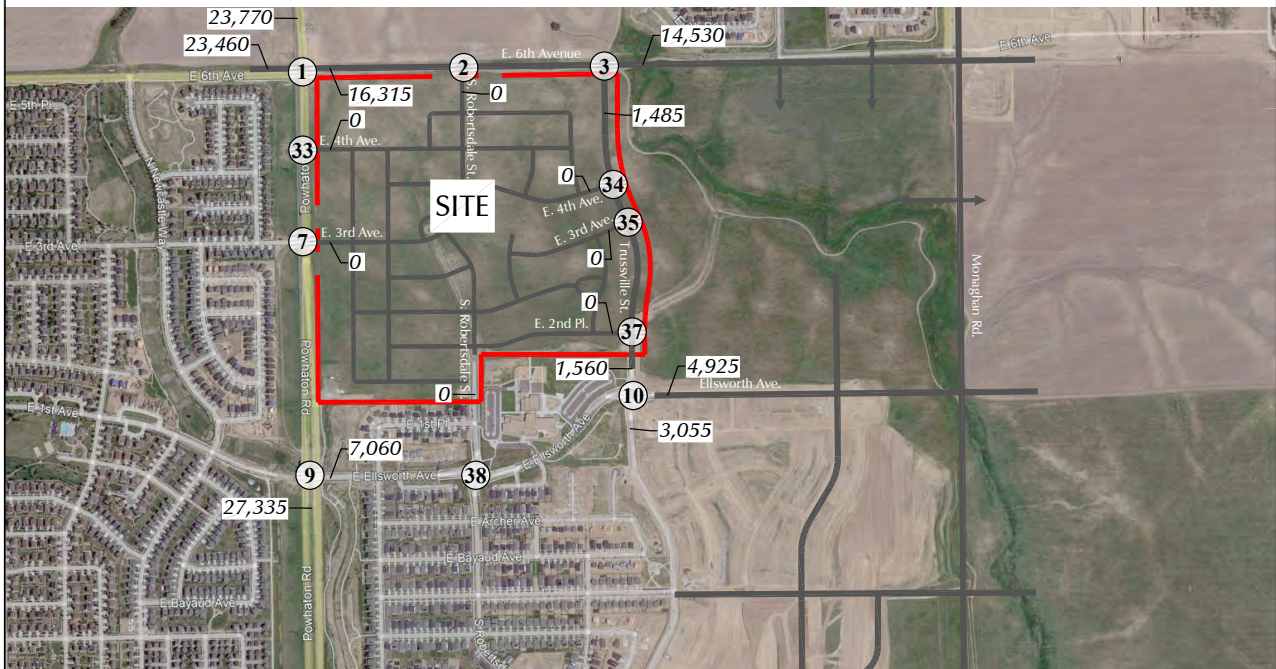 23,770
E. 6th Avenue
14,530
E. 6th Ave
23,460
1
2
3
E 6th Ave
16,315
0
S. Robertsdale St.
1,485
E 5th Pl
0
33
E. 4th Ave.
N Newcastle Way
Powhaton
SITE
0
34
E. 4th Ave.
35
E. 3rd Ave.
7
E. 3rd Ave.
E 3rd Ave
0
0
Trussville St.
Monaghan Rd.
S. Robertsdale St.
0
E. 2nd Pl.
37
1,560
4,925
Ellsworth Ave.
Powhaton Rd
0
10
E 1st Ave
E 1st Pl
3,055
7,060
9
E Ellsworth Ave
38
E Ellsworth Ave
27,335
E Archer Ave
E Bayaud Ave
E Bayaud Ave
Powhaton Rd